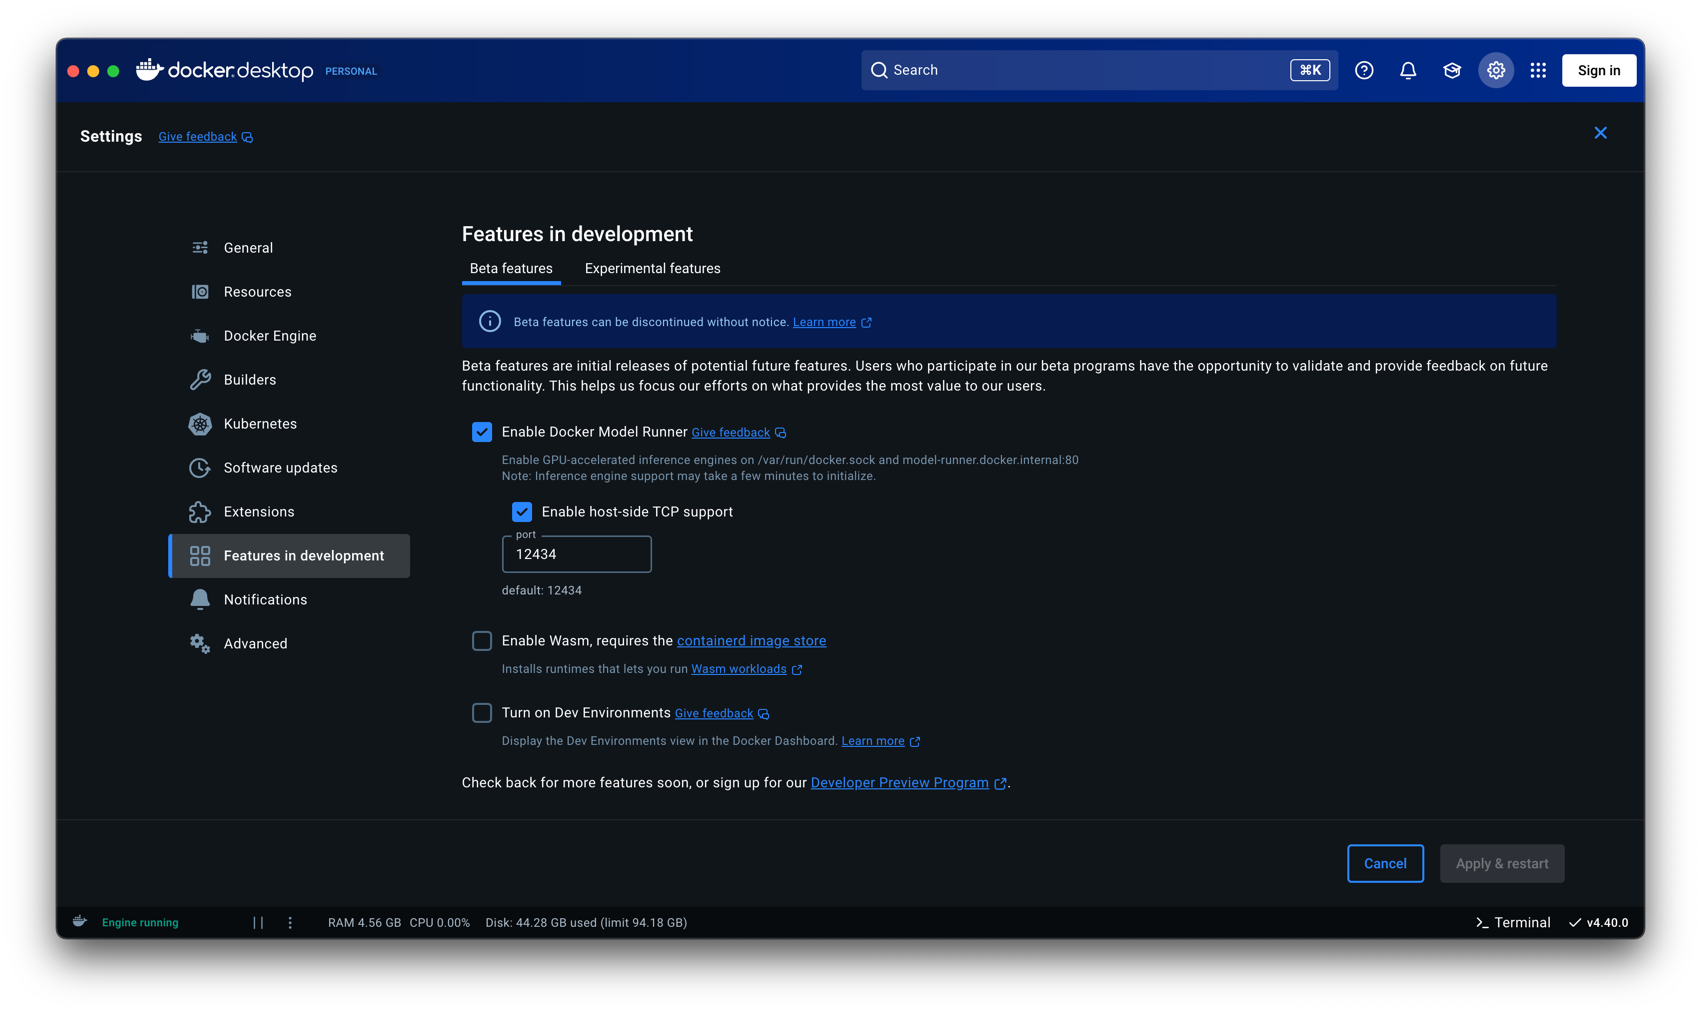 docker desktop PERSONAL
Search
⌘K
Sign in
Settings Give feedback
General
Resources
Docker Engine
Builders
Kubernetes
Software updates
Extensions
Features in development
Notifications
Advanced
Features in development
Beta features Experimental features
Beta features can be discontinued without notice. Learn more
Beta features are initial releases of potential future features. Users who participate in our beta programs have the opportunity to validate and provide feedback on future
functionality. This helps us focus our efforts on what provides the most value to our users.
Enable Docker Model Runner Give feedback
Enable GPU-accelerated inference engines on /var/run/docker.sock and model-runner.docker.internal:80
Note: Inference engine support may take a few minutes to initialize.
Enable host-side TCP support
port
12434
default: 12434
Enable Wasm, requires the containerd image store
Installs runtimes that lets you run Wasm workloads
Turn on Dev Environments Give feedback
Display the Dev Environments view in the Docker Dashboard. Learn more
Check back for more features soon, or sign up for our Developer Preview Program.
Cancel Apply & restart
Engine running RAM 4.56 GB CPU 0.00% Disk: 44.28 GB used (limit 94.18 GB) >_ Terminal v4.40.0